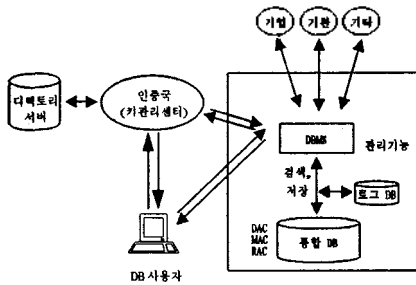 기업
기관
기타
디렉토리
서버
인증국
(키관리센터)
DBMS
관리기능
검색,
저장
로그 DB
DAC
MAC
RAC
통합 DB
DB 사용자